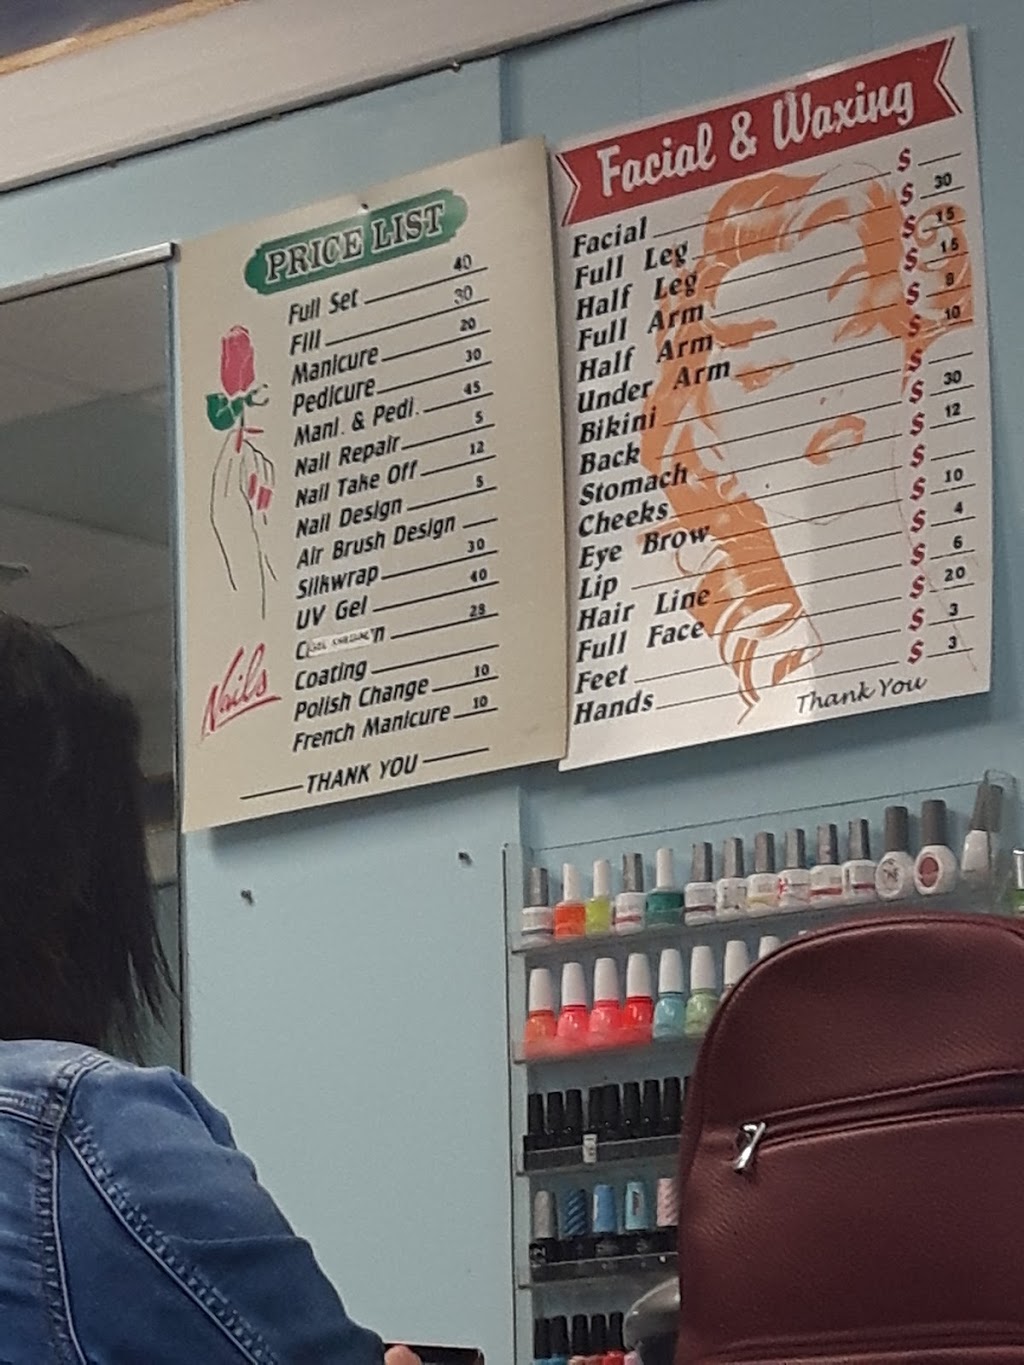 PRICE LIST
Full Set 40
Fill 30
Manicure 20
Pedicure 30
Mani. & Pedi. 45
Nail Repair 5
Nail Take Off 12
Nail Design 5
Air Brush Design
Silkwrap 30
UV Gel 40
28
Coating
Polish Change 10
French Manicure 10
THANK YOU
Nails
Facial & Waxing
Facial $
Full Leg $ 30
Half Leg $ 15
Full Arm $ 15
Half Arm $ 8
Under Arm $ 10
Bikini $
Back $ 30
Stomach $ 12
Cheeks $
Eye Brow $ 10
Lip $ 4
Hair Line $ 6
Full Face $ 20
Feet $ 3
Hands $ 3
Thank You